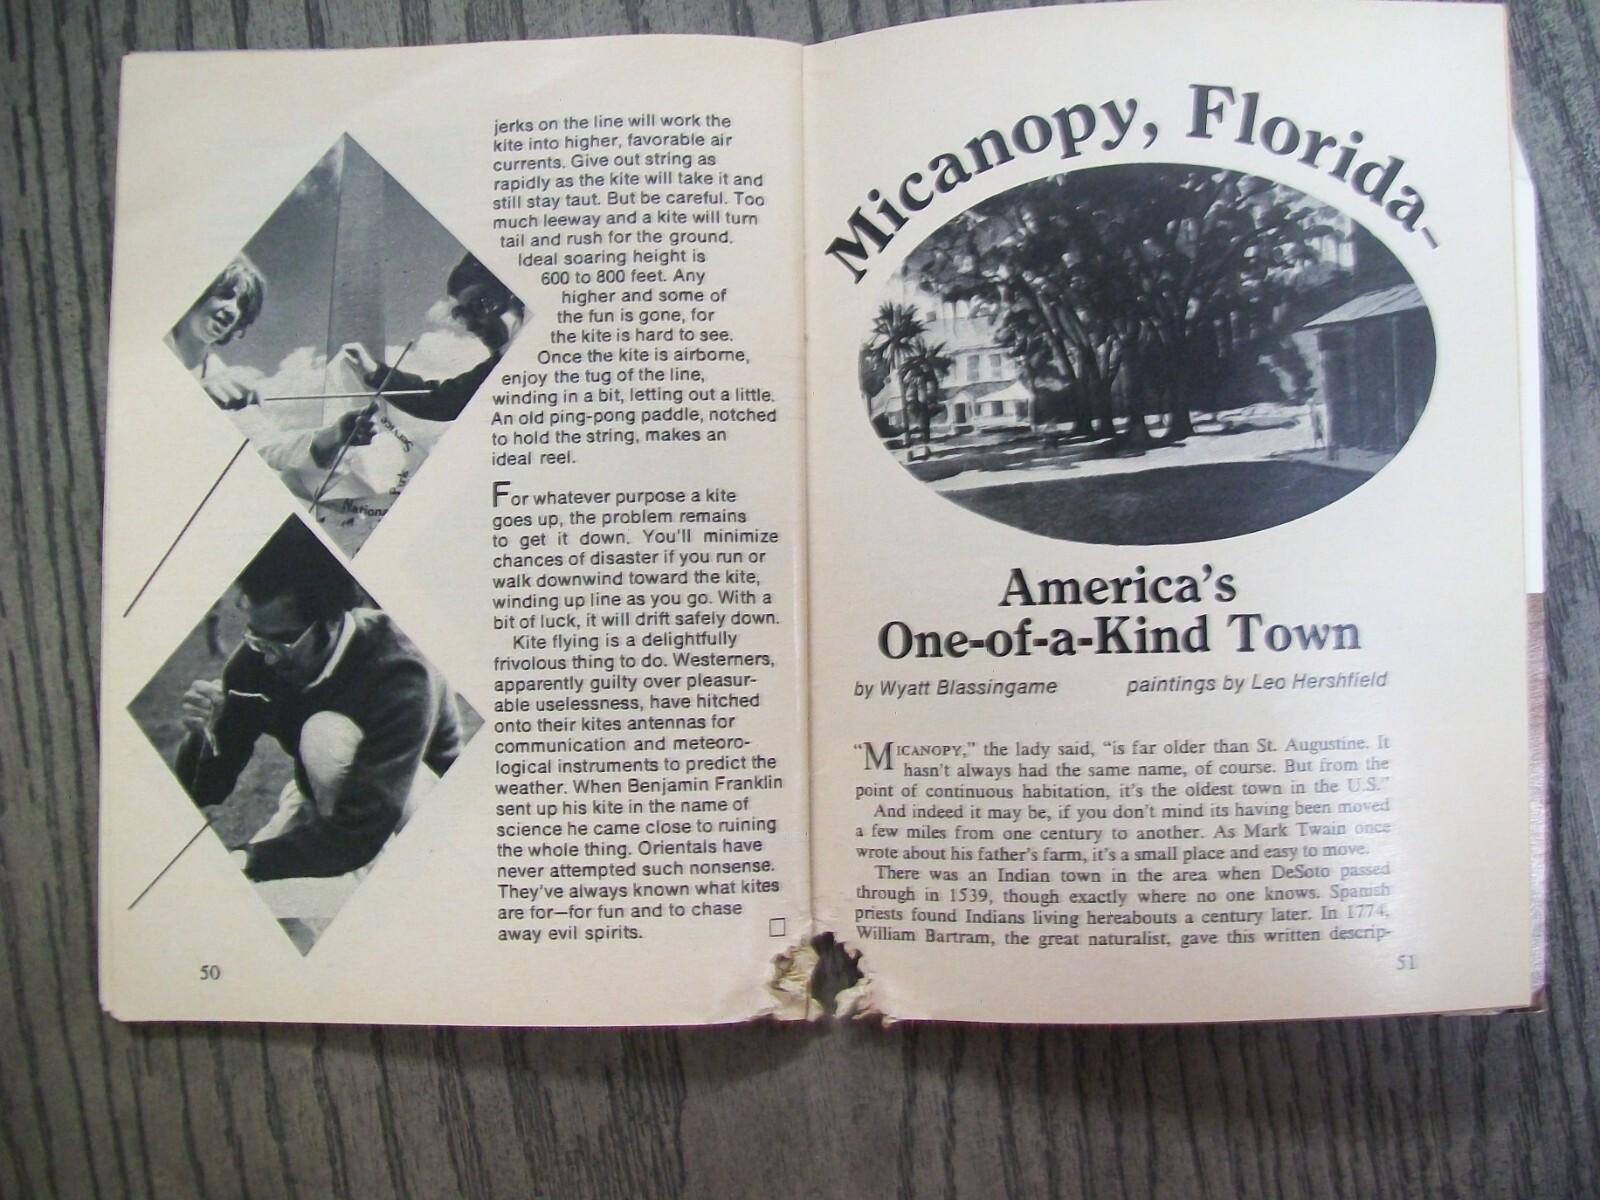 jerks on the line will work the
kite into higher, favorable air
currents. Give out string as
rapidly as the kite will take it and
still stay taut. But be careful. Too
much leeway and a kite will turn
tail and rush for the ground.
Ideal soaring height is
600 to 800 feet. Any
higher and some of
the fun is gone, for
the kite is hard to see.
Once the kite is airborne,
enjoy the tug of the line,
winding in a bit, letting out a little.
An old ping-pong paddle, notched
to hold the string, makes an
ideal reel.
For whatever purpose a kite
goes up, the problem remains
to get it down. You'll minimize
chances of disaster if you run or
walk downwind toward the kite,
winding up line as you go. With a
bit of luck, it will drift safely down.
Kite flying is a delightfully
frivolous thing to do. Westerners,
apparently guilty over pleasur-
able uselessness, have hitched
onto their kites antennas for
communication and meteoro-
logical instruments to predict the
weather. When Benjamin Franklin
sent up his kite in the name of
science he came close to ruining
the whole thing. Orientals have
never attempted such nonsense.
They've always known what kites
are for—for fun and to chase
away evil spirits.
50
National
Park
Service
Micanopy, Florida-
America's
One-of-a-Kind Town
by Wyatt Blassingame paintings by Leo Hershfield
"MICANOPY," the lady said, "is far older than St. Augustine. It
hasn't always had the same name, of course. But from the
point of continuous habitation, it's the oldest town in the U.S."
And indeed it may be, if you don't mind its having been moved
a few miles from one century to another. As Mark Twain once
wrote about his father's farm, it's a small place and easy to move.
There was an Indian town in the area when DeSoto passed
through in 1539, though exactly where no one knows. Spanish
priests found Indians living hereabouts a century later. In 1774,
William Bartram, the great naturalist, gave this written descrip-
51